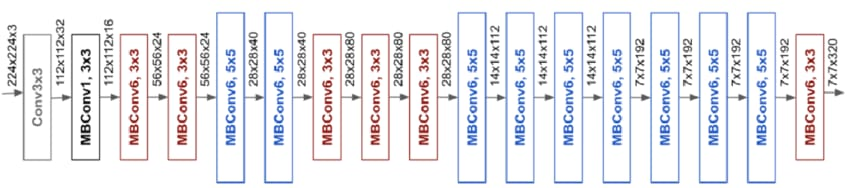 224x224x3
Conv3x3
112x112x32
MBConv1, 3x3
112x112x16
MBConv6, 3x3
56x56x24
MBConv6, 3x3
56x56x24
MBConv6, 5x5
28x28x40
MBConv6, 5x5
28x28x40
MBConv6, 3x3
28x28x80
MBConv6, 3x3
28x28x80
MBConv6, 3x3
28x28x80
MBConv6, 5x5
14x14x112
MBConv6, 5x5
14x14x112
MBConv6, 5x5
14x14x112
MBConv6, 5x5
7x7x192
MBConv6, 5x5
7x7x192
MBConv6, 5x5
7x7x192
MBConv6, 5x5
7x7x192
MBConv6, 3x3
7x7x320